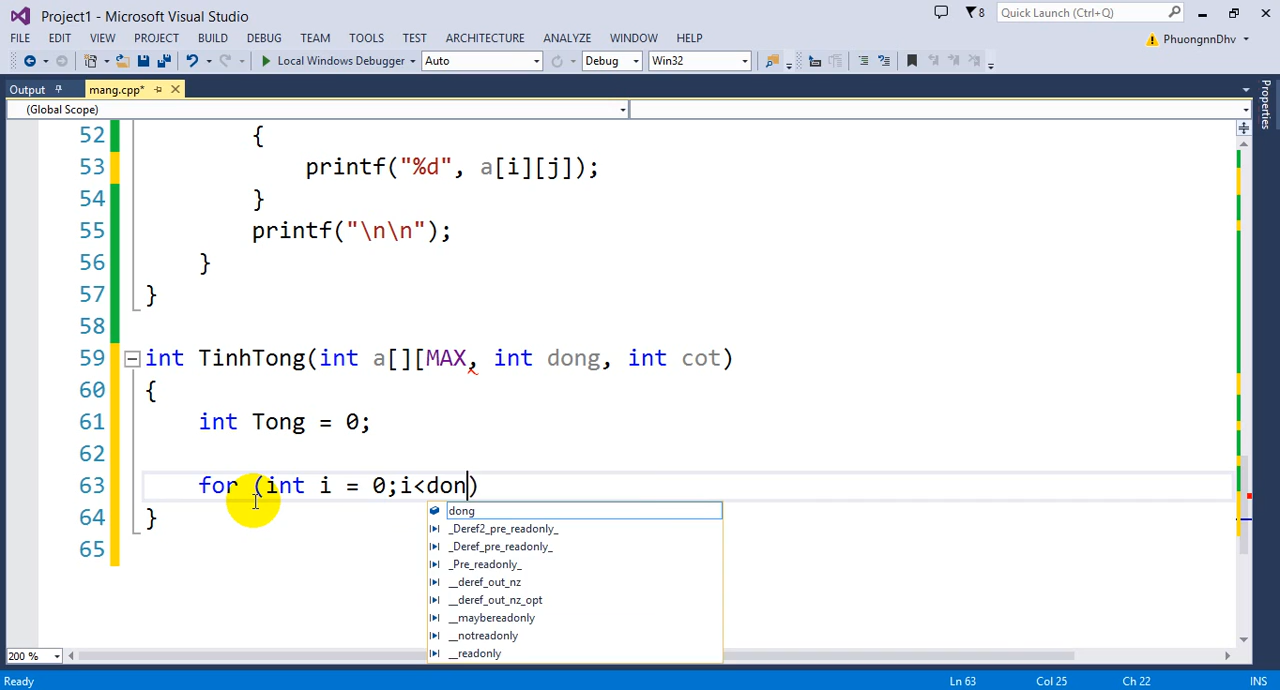 Project1 - Microsoft Visual Studio
8
Quick Launch (Ctrl+Q)
FILE EDIT VIEW PROJECT BUILD DEBUG TEAM TOOLS TEST ARCHITECTURE ANALYZE WINDOW HELP
PhuongnnDhv
Local Windows Debugger Auto Debug Win32
Output mang.cpp*
(Global Scope)
Properties
52 {
53 printf("%d", a[i][j]);
54 }
55 printf("\n\n");
56 }
57 }
58
59 int TinhTong(int a[][MAX, int dong, int cot)
60 {
61 int Tong = 0;
62
63 for (int i = 0;i<don)
64 }
65
dong
_Deref2_pre_readonly_
_Deref_pre_readonly_
_Pre_readonly_
__deref_out_nz
__deref_out_nz_opt
__maybereadonly
__notreadonly
__readonly
200 %
Ready Ln 63 Col 25 Ch 22 INS